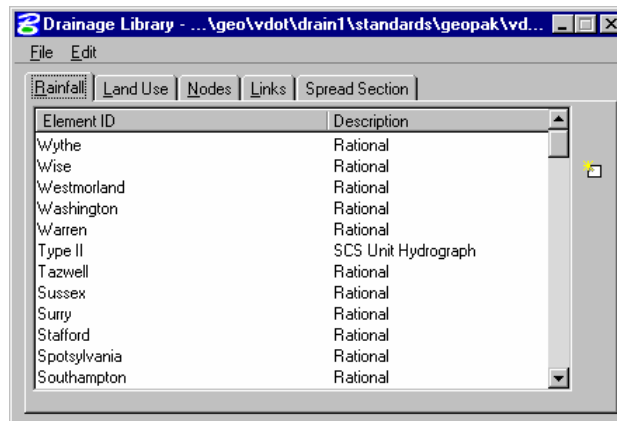 Drainage Library - ...\geo\vdot\drain1\standards\geopak\vd...
File Edit
Rainfall Land Use Nodes Links Spread Section
Element ID Description
Wythe Rational
Wise Rational
Westmorland Rational
Washington Rational
Warren Rational
Type II SCS Unit Hydrograph
Tazwell Rational
Sussex Rational
Surry Rational
Stafford Rational
Spotsylvania Rational
Southampton Rational